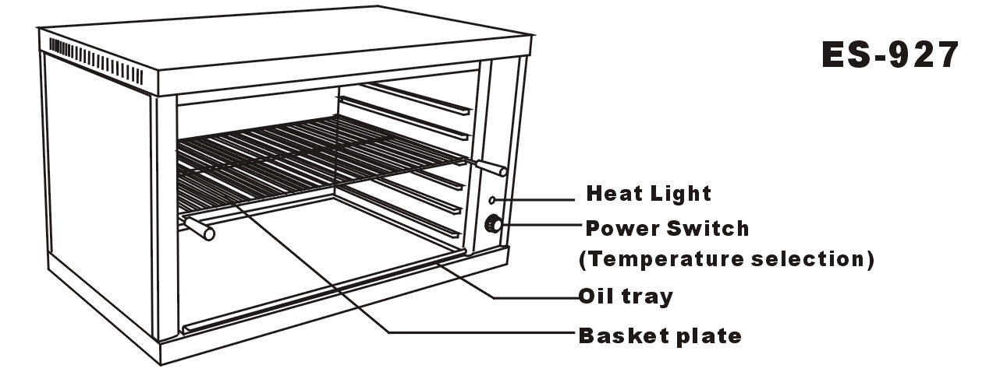 ES-927
Heat Light
Power Switch
(Temperature selection)
Oil tray
Basket plate